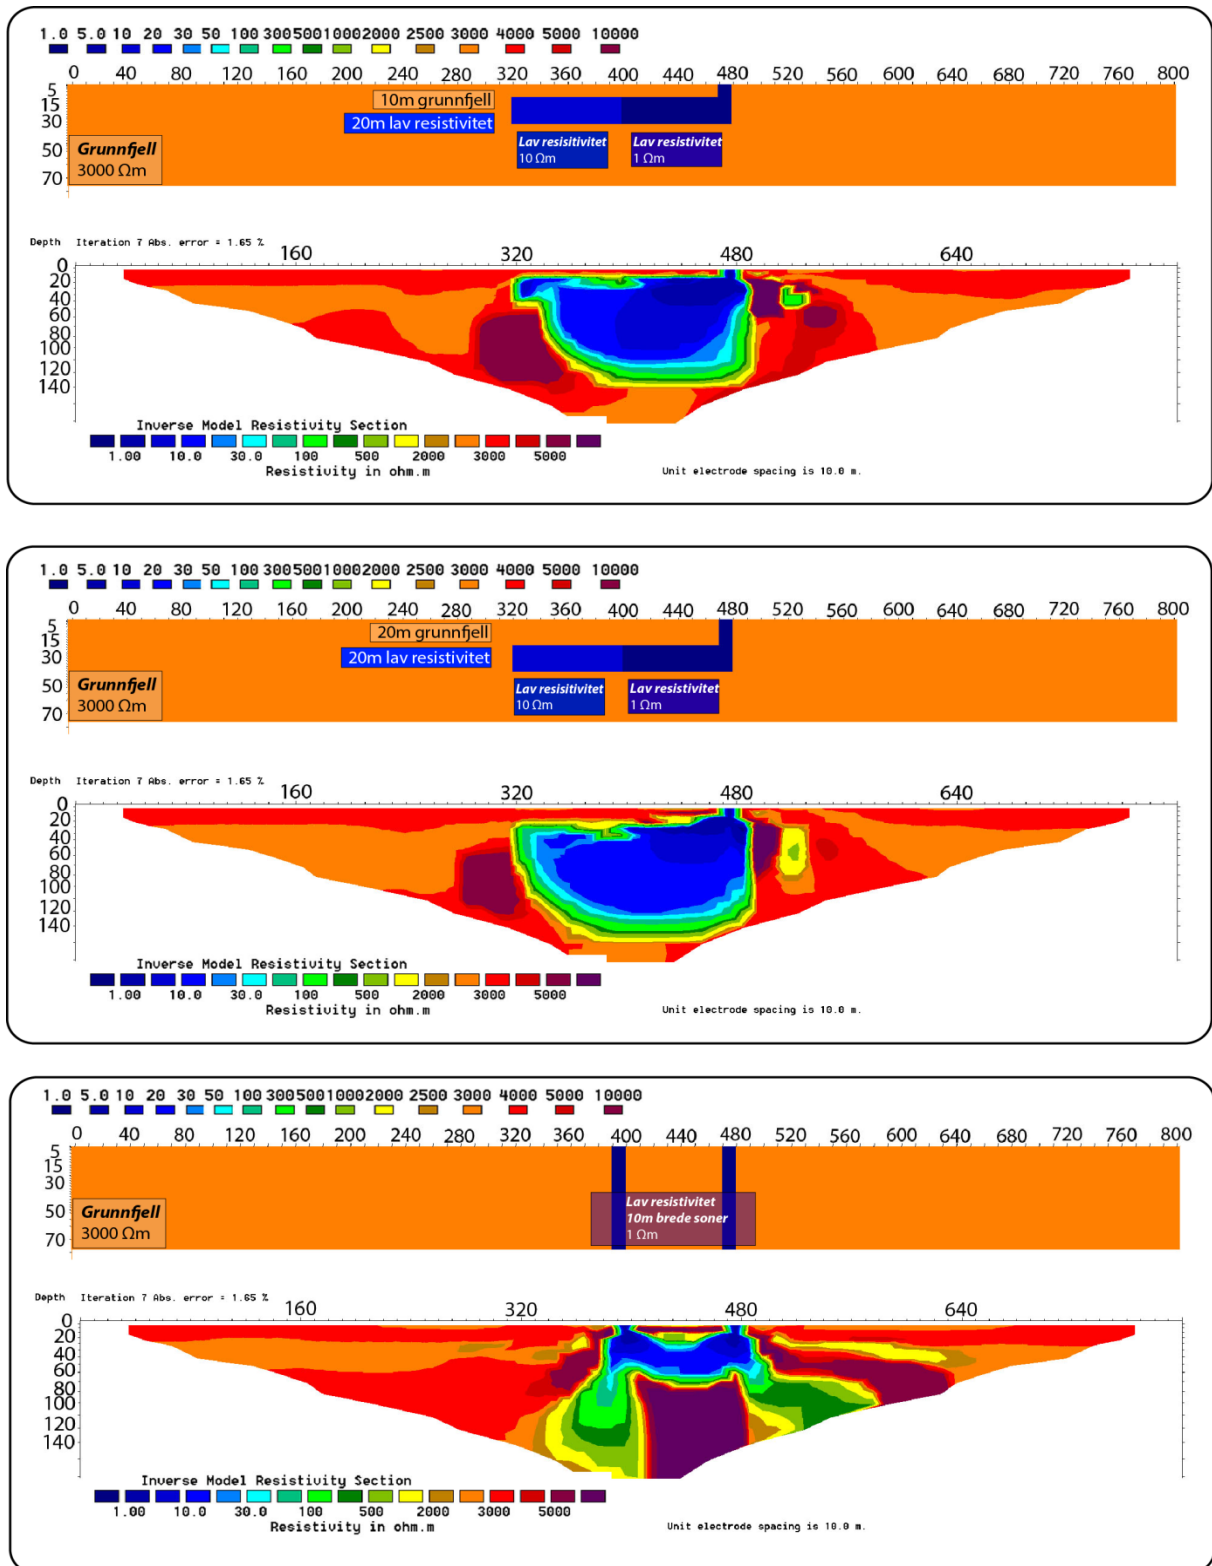 1.0 5.0 10 20 30 50 100 300 500 1000 2000 2500 3000 4000 5000 10000
0 40 80 120 160 200 240 280 320 360 400 440 480 520 560 600 640 680 720 760 800
5
15
30
50
70
10m grunnfjell
20m lav resistivitet
Grunnfjell
3000 Ωm
Lav resisitivitet
10 Ωm
Lav resistivitet
1 Ωm
Depth Iteration 7 Abs. error = 1.65 %
160 320 480 640
0
20
40
60
80
100
140
Inverse Model Resistivity Section
1.00 10.0 30.0 100 500 2000 3000 5000
Resistivity in ohm.m
Unit electrode spacing is 10.0 m.
1.0 5.0 10 20 30 50 100 300 500 1000 2000 2500 3000 4000 5000 10000
0 40 80 120 160 200 240 280 320 360 400 440 480 520 560 600 640 680 720 760 800
5
15
30
50
70
20m grunnfjell
20m lav resistivitet
Grunnfjell
3000 Ωm
Lav resisitivitet
10 Ωm
Lav resistivitet
1 Ωm
Depth Iteration 7 Abs. error = 1.65 %
160 320 480 640
0
20
40
60
80
100
140
Inverse Model Resistivity Section
1.00 10.0 30.0 100 500 2000 3000 5000
Resistivity in ohm.m
Unit electrode spacing is 10.0 m.
1.0 5.0 10 20 30 50 100 300 500 1000 2000 2500 3000 4000 5000 10000
0 40 80 120 160 200 240 280 320 360 400 440 480 520 560 600 640 680 720 760 800
5
15
30
50
70
Grunnfjell
3000 Ωm
Lav resistivitet
10m brede soner
1 Ωm
Depth Iteration 7 Abs. error = 1.65 %
160 320 480 640
0
20
40
60
80
100
120
140
Inverse Model Resistivity Section
1.00 10.0 30.0 100 500 2000 3000 5000
Resistivity in ohm.m
Unit electrode spacing is 10.0 m.